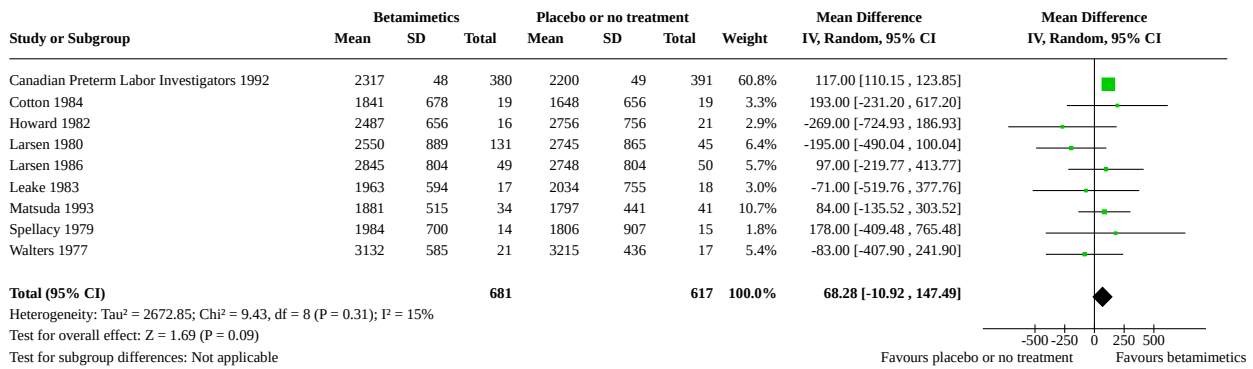 Betamimetics Placebo or no treatment Mean Difference Mean Difference
Study or Subgroup Mean SD Total Mean SD Total Weight IV, Random, 95% CI IV, Random, 95% CI
Canadian Preterm Labor Investigators 1992 2317 48 380 2200 49 391 60.8% 117.00 [110.15 , 123.85]
Cotton 1984 1841 678 19 1648 656 19 3.3% 193.00 [-231.20 , 617.20]
Howard 1982 2487 656 16 2756 756 21 2.9% -269.00 [-724.93 , 186.93]
Larsen 1980 2550 889 131 2745 865 45 6.4% -195.00 [-490.04 , 100.04]
Larsen 1986 2845 804 49 2748 804 50 5.7% 97.00 [-219.77 , 413.77]
Leake 1983 1963 594 17 2034 755 18 3.0% -71.00 [-519.76 , 377.76]
Matsuda 1993 1881 515 34 1797 441 41 10.7% 84.00 [-135.52 , 303.52]
Spellacy 1979 1984 700 14 1806 907 15 1.8% 178.00 [-409.48 , 765.48]
Walters 1977 3132 585 21 3215 436 17 5.4% -83.00 [-407.90 , 241.90]
Total (95% CI) 681 617 100.0% 68.28 [-10.92 , 147.49]
Heterogeneity: Tau² = 2672.85; Chi² = 9.43, df = 8 (P = 0.31); I² = 15%
Test for overall effect: Z = 1.69 (P = 0.09)
Test for subgroup differences: Not applicable
-500 -250 0 250 500
Favours placebo or no treatment Favours betamimetics